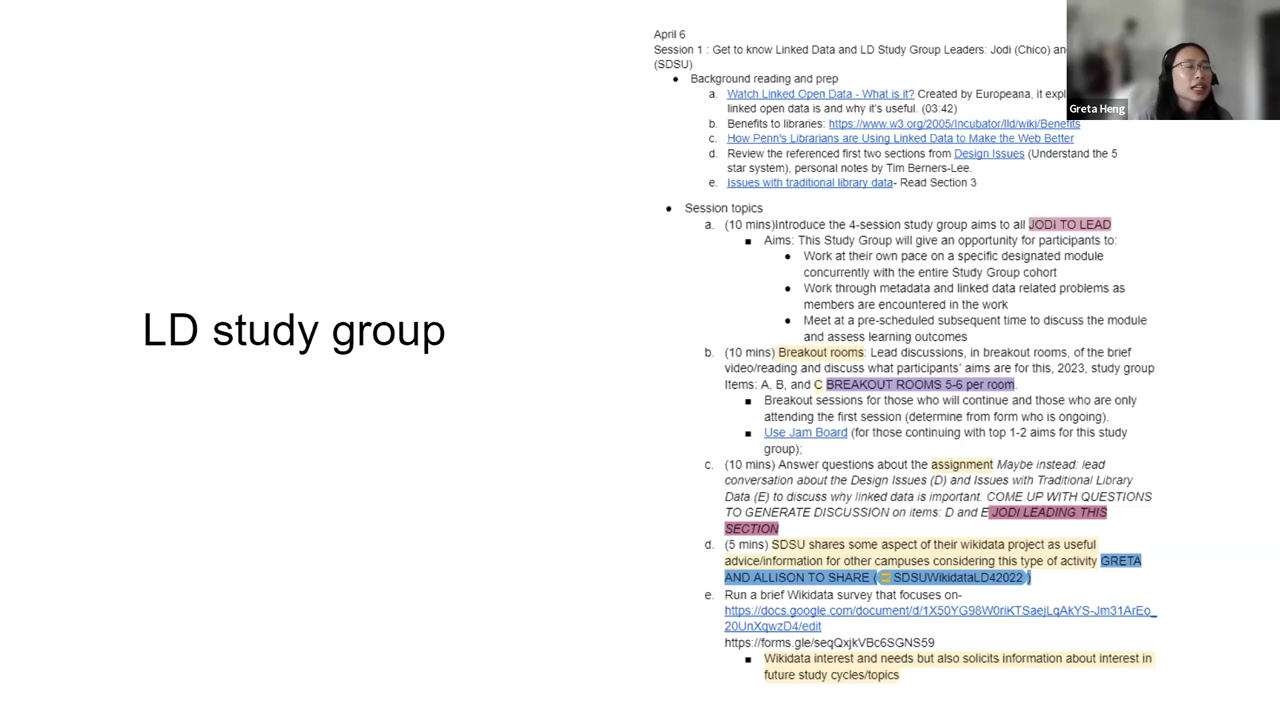 LD study group
April 6
Session 1 : Get to know Linked Data and LD Study Group Leaders: Jodi (Chico) an
(SDSU)
● Background reading and prep
a. Watch Linked Open Data - What is it? Created by Europeana, it expl
linked open data is and why it's useful. (03:42)
b. Benefits to libraries: https://www.w3.org/2005/Incubator/lld/wiki/Benefits
c. How Penn's Librarians are Using Linked Data to Make the Web Better
d. Review the referenced first two sections from Design Issues (Understand the 5
star system), personal notes by Tim Berners-Lee.
e. Issues with traditional library data- Read Section 3
● Session topics
a. (10 mins)Introduce the 4-session study group aims to all JODI TO LEAD
■ Aims: This Study Group will give an opportunity for participants to:
● Work at their own pace on a specific designated module
concurrently with the entire Study Group cohort
● Work through metadata and linked data related problems as
members are encountered in the work
● Meet at a pre-scheduled subsequent time to discuss the module
and assess learning outcomes
b. (10 mins) Breakout rooms: Lead discussions, in breakout rooms, of the brief
video/reading and discuss what participants' aims are for this, 2023, study group
Items: A, B, and C BREAKOUT ROOMS 5-6 per room.
■ Breakout sessions for those who will continue and those who are only
attending the first session (determine from form who is ongoing).
■ Use Jam Board (for those continuing with top 1-2 aims for this study
group);
c. (10 mins) Answer questions about the assignment Maybe instead: lead
conversation about the Design Issues (D) and Issues with Traditional Library
Data (E) to discuss why linked data is important. COME UP WITH QUESTIONS
TO GENERATE DISCUSSION on items: D and E JODI LEADING THIS
SECTION
d. (5 mins) SDSU shares some aspect of their wikidata project as useful
advice/information for other campuses considering this type of activity GRETA
AND ALLISON TO SHARE ( SDSUWikidataLD42022 )
e. Run a brief Wikidata survey that focuses on-
https://docs.google.com/document/d/1X50YG98W0riKTSaejLqAkYS-Jm31ArEo_
20UnXqwzD4/edit
https://forms.gle/seqQxjkVBc6SGNS59
■ Wikidata interest and needs but also solicits information about interest in
future study cycles/topics
Greta Heng